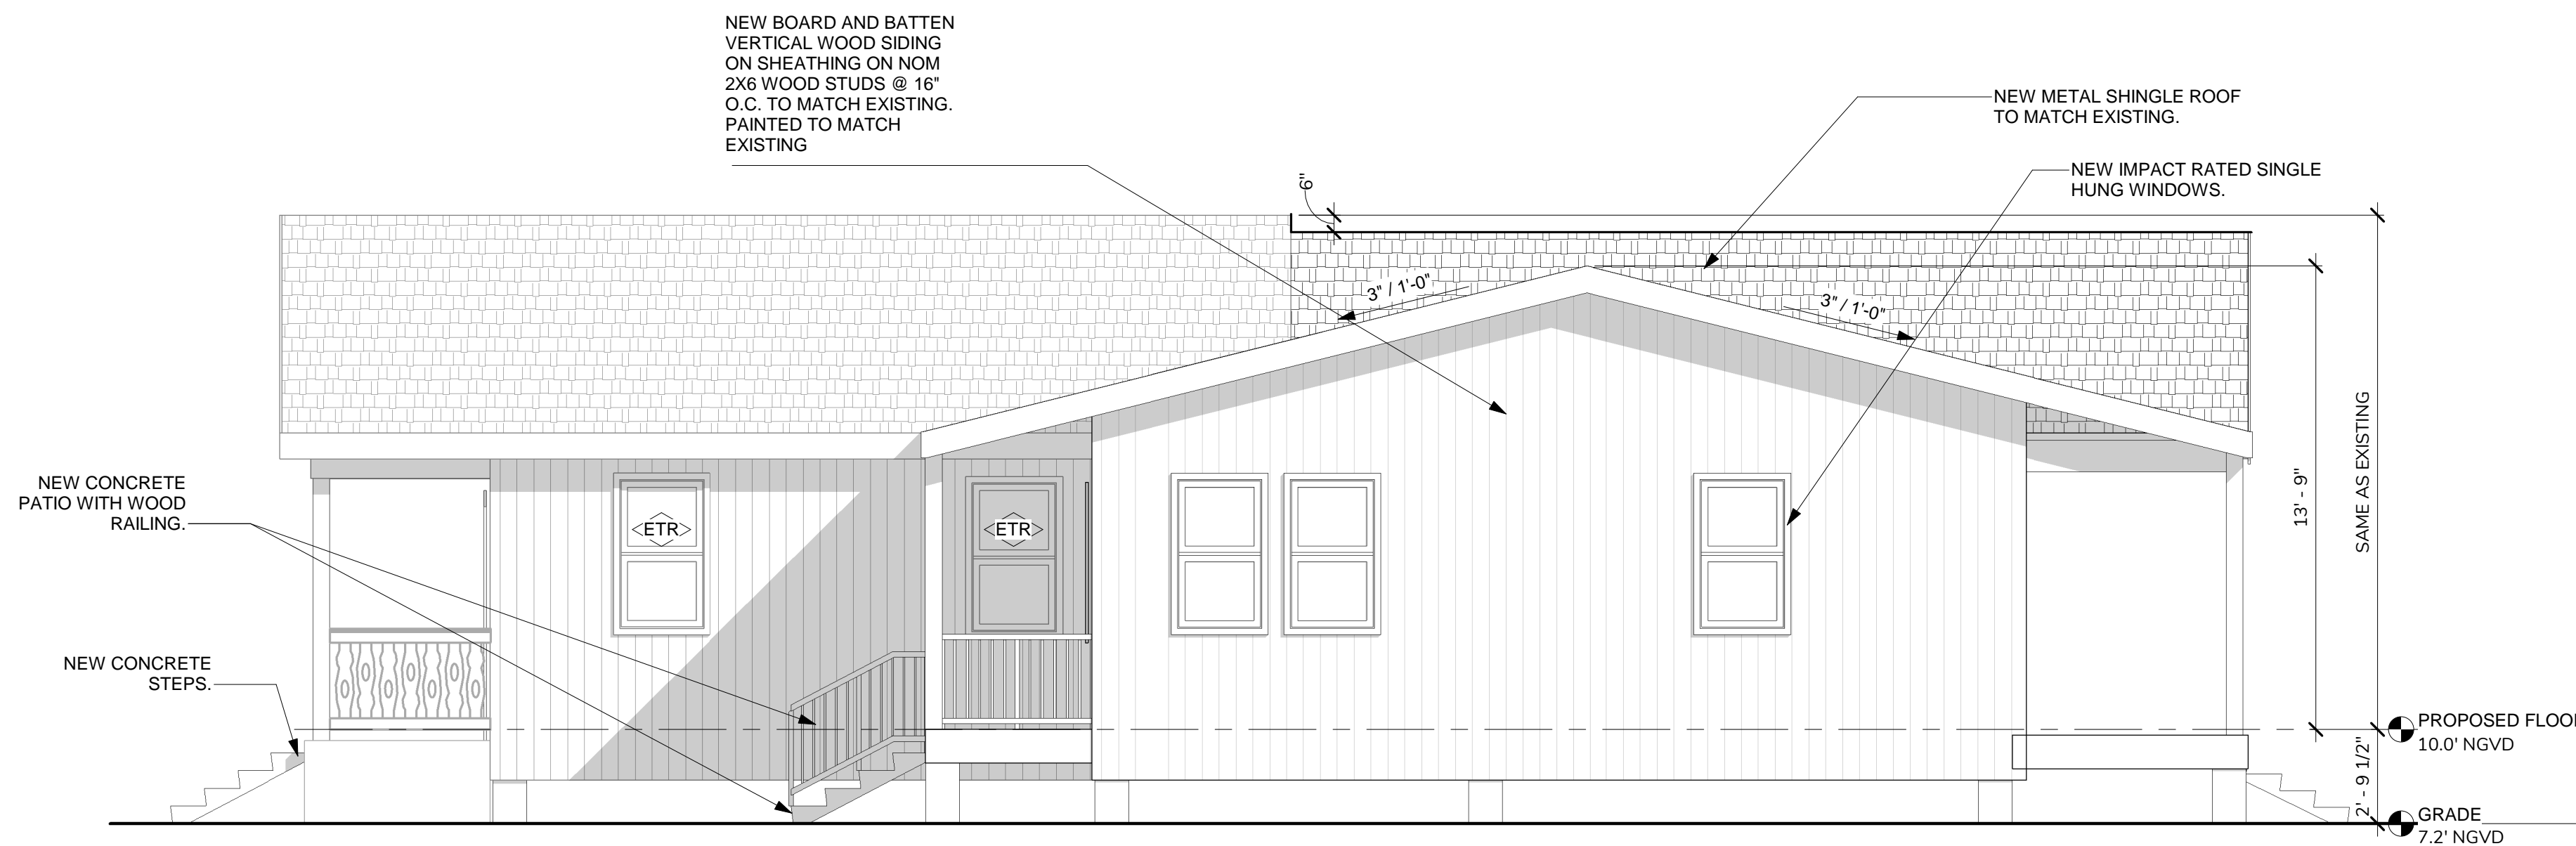 NEW BOARD AND BATTEN
VERTICAL WOOD SIDING
ON SHEATHING ON NOM
2X6 WOOD STUDS @ 16"
O.C. TO MATCH EXISTING.
PAINTED TO MATCH
EXISTING
NEW METAL SHINGLE ROOF
TO MATCH EXISTING.
NEW IMPACT RATED SINGLE
HUNG WINDOWS.
6"
3" / 1'-0"
3" / 1'-0"
NEW CONCRETE
PATIO WITH WOOD
RAILING.
ETR
ETR
13' - 9"
SAME AS EXISTING
NEW CONCRETE
STEPS.
PROPOSED FLOO
10.0' NGVD
2' - 9 1/2"
GRADE
7.2' NGVD